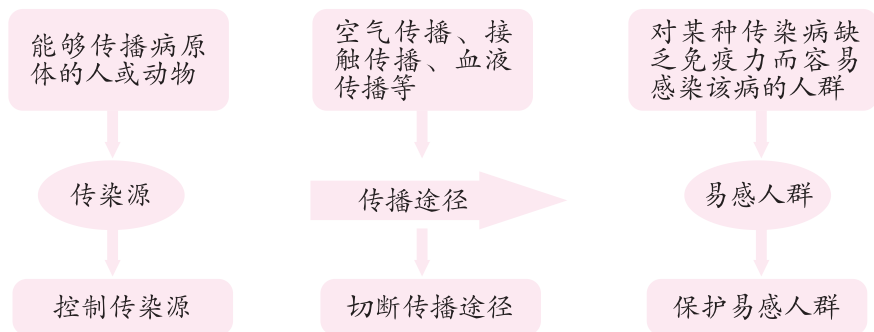 能够传播病原
体的人或动物
空气传播、接
触传播、血液
传播等
对某种传染病缺
乏免疫力而容易
感染该病的人群
传染源
传播途径
易感人群
控制传染源
切断传播途径
保护易感人群